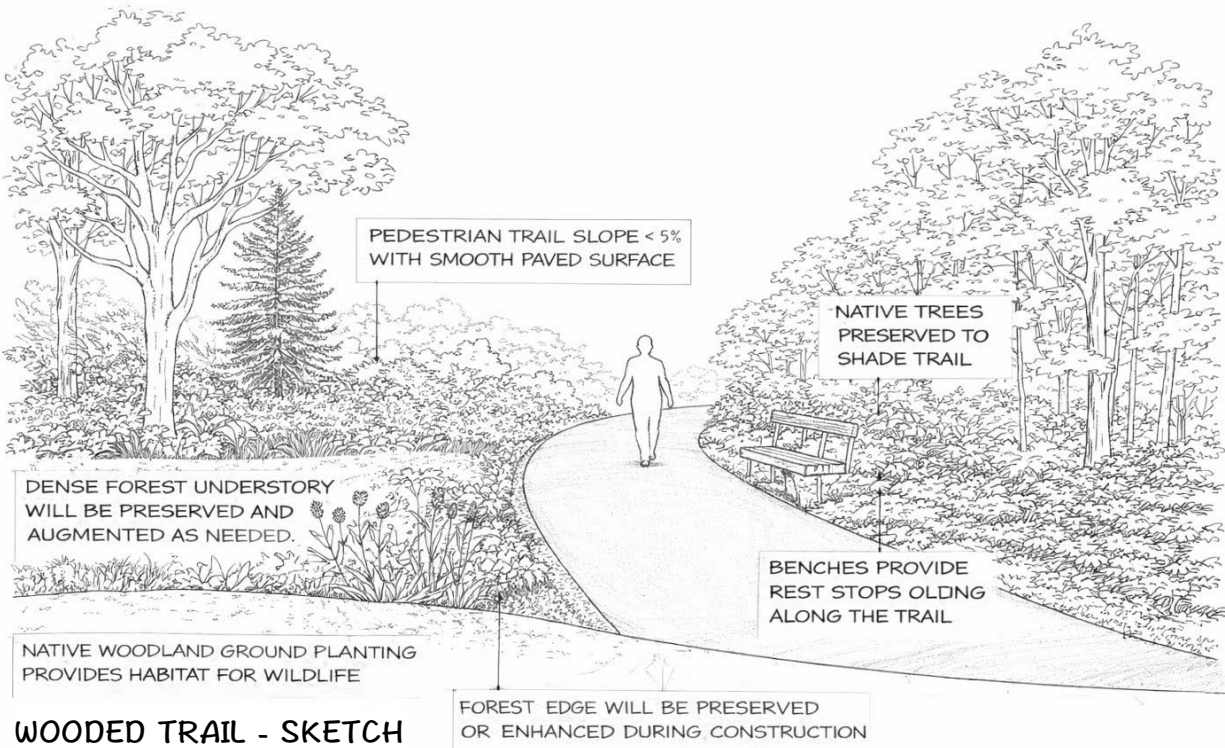 PEDESTRIAN TRAIL SLOPE < 5%
WITH SMOOTH PAVED SURFACE
NATIVE TREES
PRESERVED TO
SHADE TRAIL
DENSE FOREST UNDERSTORY
WILL BE PRESERVED AND
AUGMENTED AS NEEDED.
BENCHES PROVIDE
REST STOPS OLDING
ALONG THE TRAIL
NATIVE WOODLAND GROUND PLANTING
PROVIDES HABITAT FOR WILDLIFE
FOREST EDGE WILL BE PRESERVED
OR ENHANCED DURING CONSTRUCTION
WOODED TRAIL - SKETCH